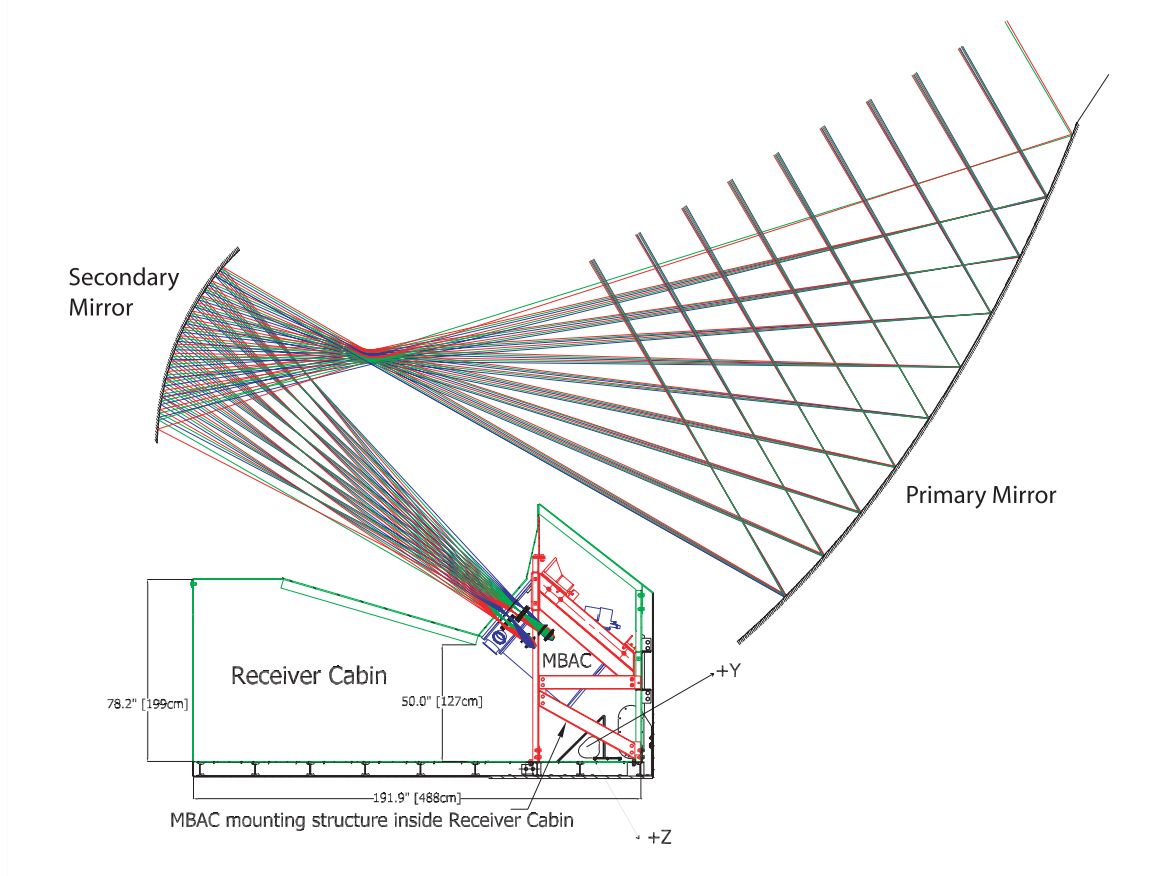 Secondary
Mirror
Primary Mirror
MBAC
+Y
Receiver Cabin
50.0" [127cm]
78.2" [199cm]
191.9" [488cm]
MBAC mounting structure inside Receiver Cabin
+Z